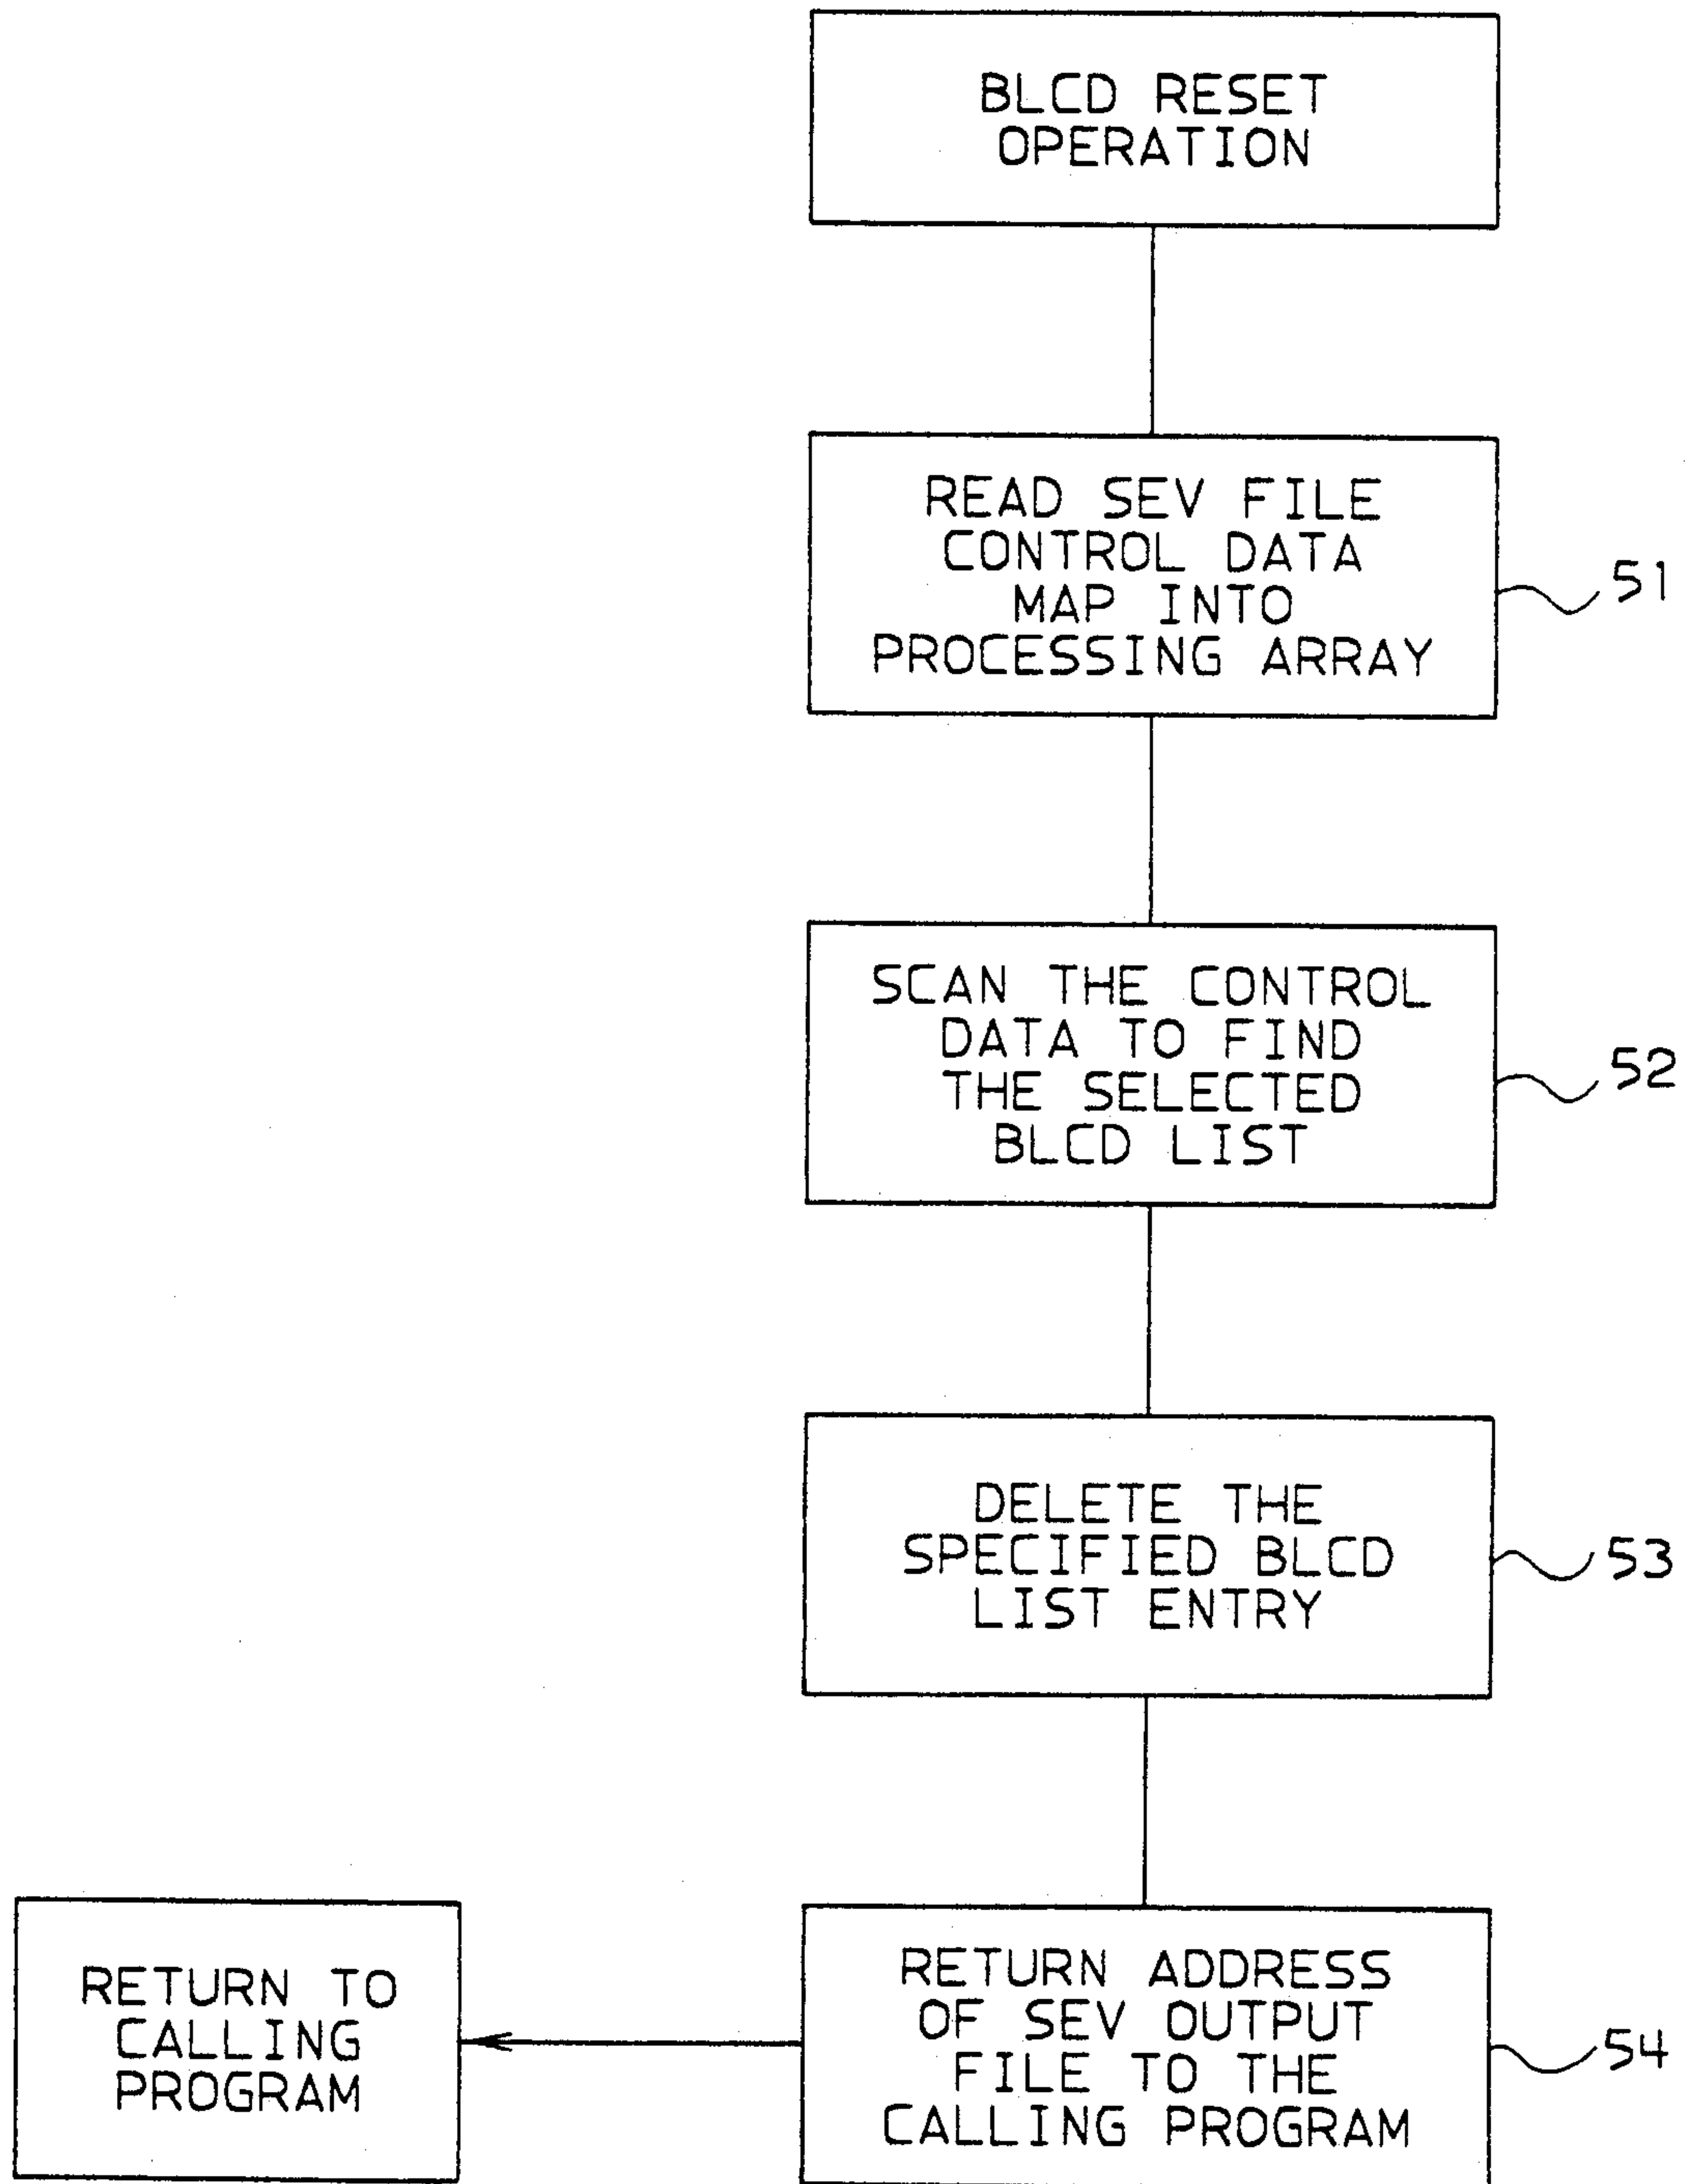 BLCD RESET
OPERATION
READ SEV FILE
CONTROL DATA
MAP INTO
PROCESSING ARRAY
51
SCAN THE CONTROL
DATA TO FIND
THE SELECTED
BLCD LIST
52
DELETE THE
SPECIFIED BLCD
LIST ENTRY
53
RETURN ADDRESS
OF SEV OUTPUT
FILE TO THE
CALLING PROGRAM
54
RETURN TO
CALLING
PROGRAM